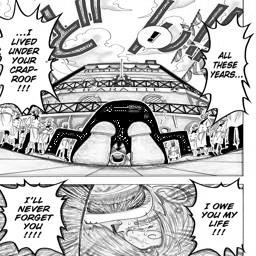 ALL
THESE
YEARS...
...I
LIVED
UNDER
YOUR
CRAP-
ROOF
!!!
I OWE
YOU MY
LIFE
!!!
I'LL
NEVER
FORGET
YOU
!!!!